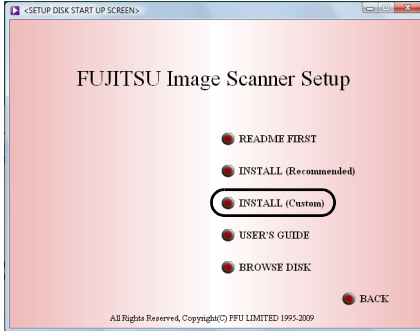 <SETUP DISK START UP SCREEN>
FUJITSU Image Scanner Setup
README FIRST
INSTALL (Recommended)
INSTALL (Custom)
USER'S GUIDE
BROWSE DISK
BACK
All Rights Reserved, Copyright(C) PFU LIMITED 1995-2009